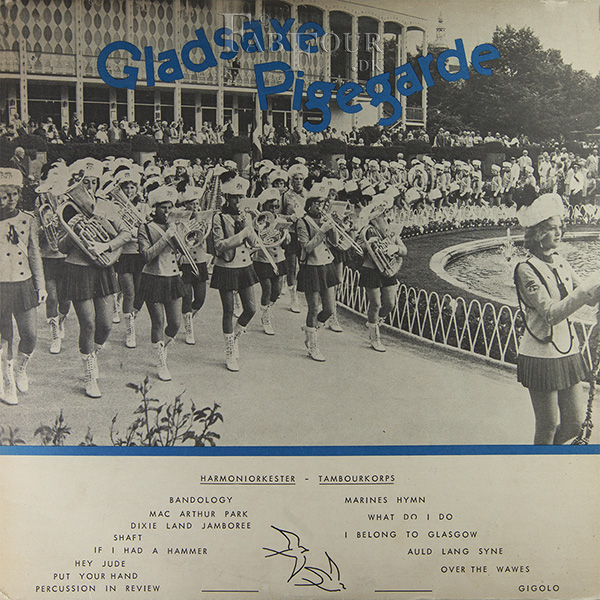 FABELOUR
.DK
Gladsaxe
Pigegarde
HARMONIORKESTER - TAMBOURKORPS
BANDOLOGY
MAC ARTHUR PARK
DIXIE LAND JAMBOREE
SHAFT
IF I HAD A HAMMER
HEY JUDE
PUT YOUR HAND
PERCUSSION IN REVIEW
MARINES HYMN
WHAT DO I DO
I BELONG TO GLASGOW
AULD LANG SYNE
OVER THE WAWES
GIGOLO